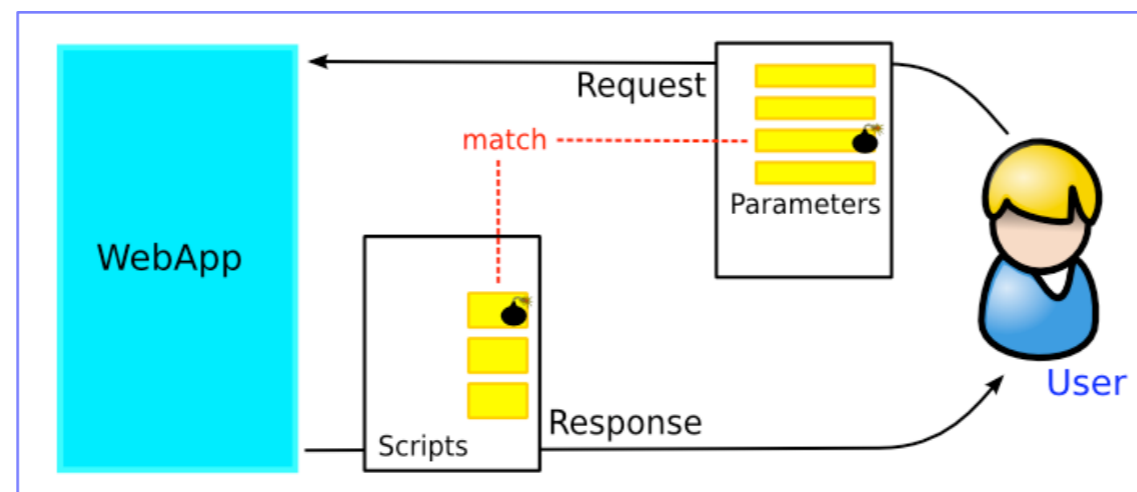 Request
match
Parameters
WebApp
User
Response
Scripts